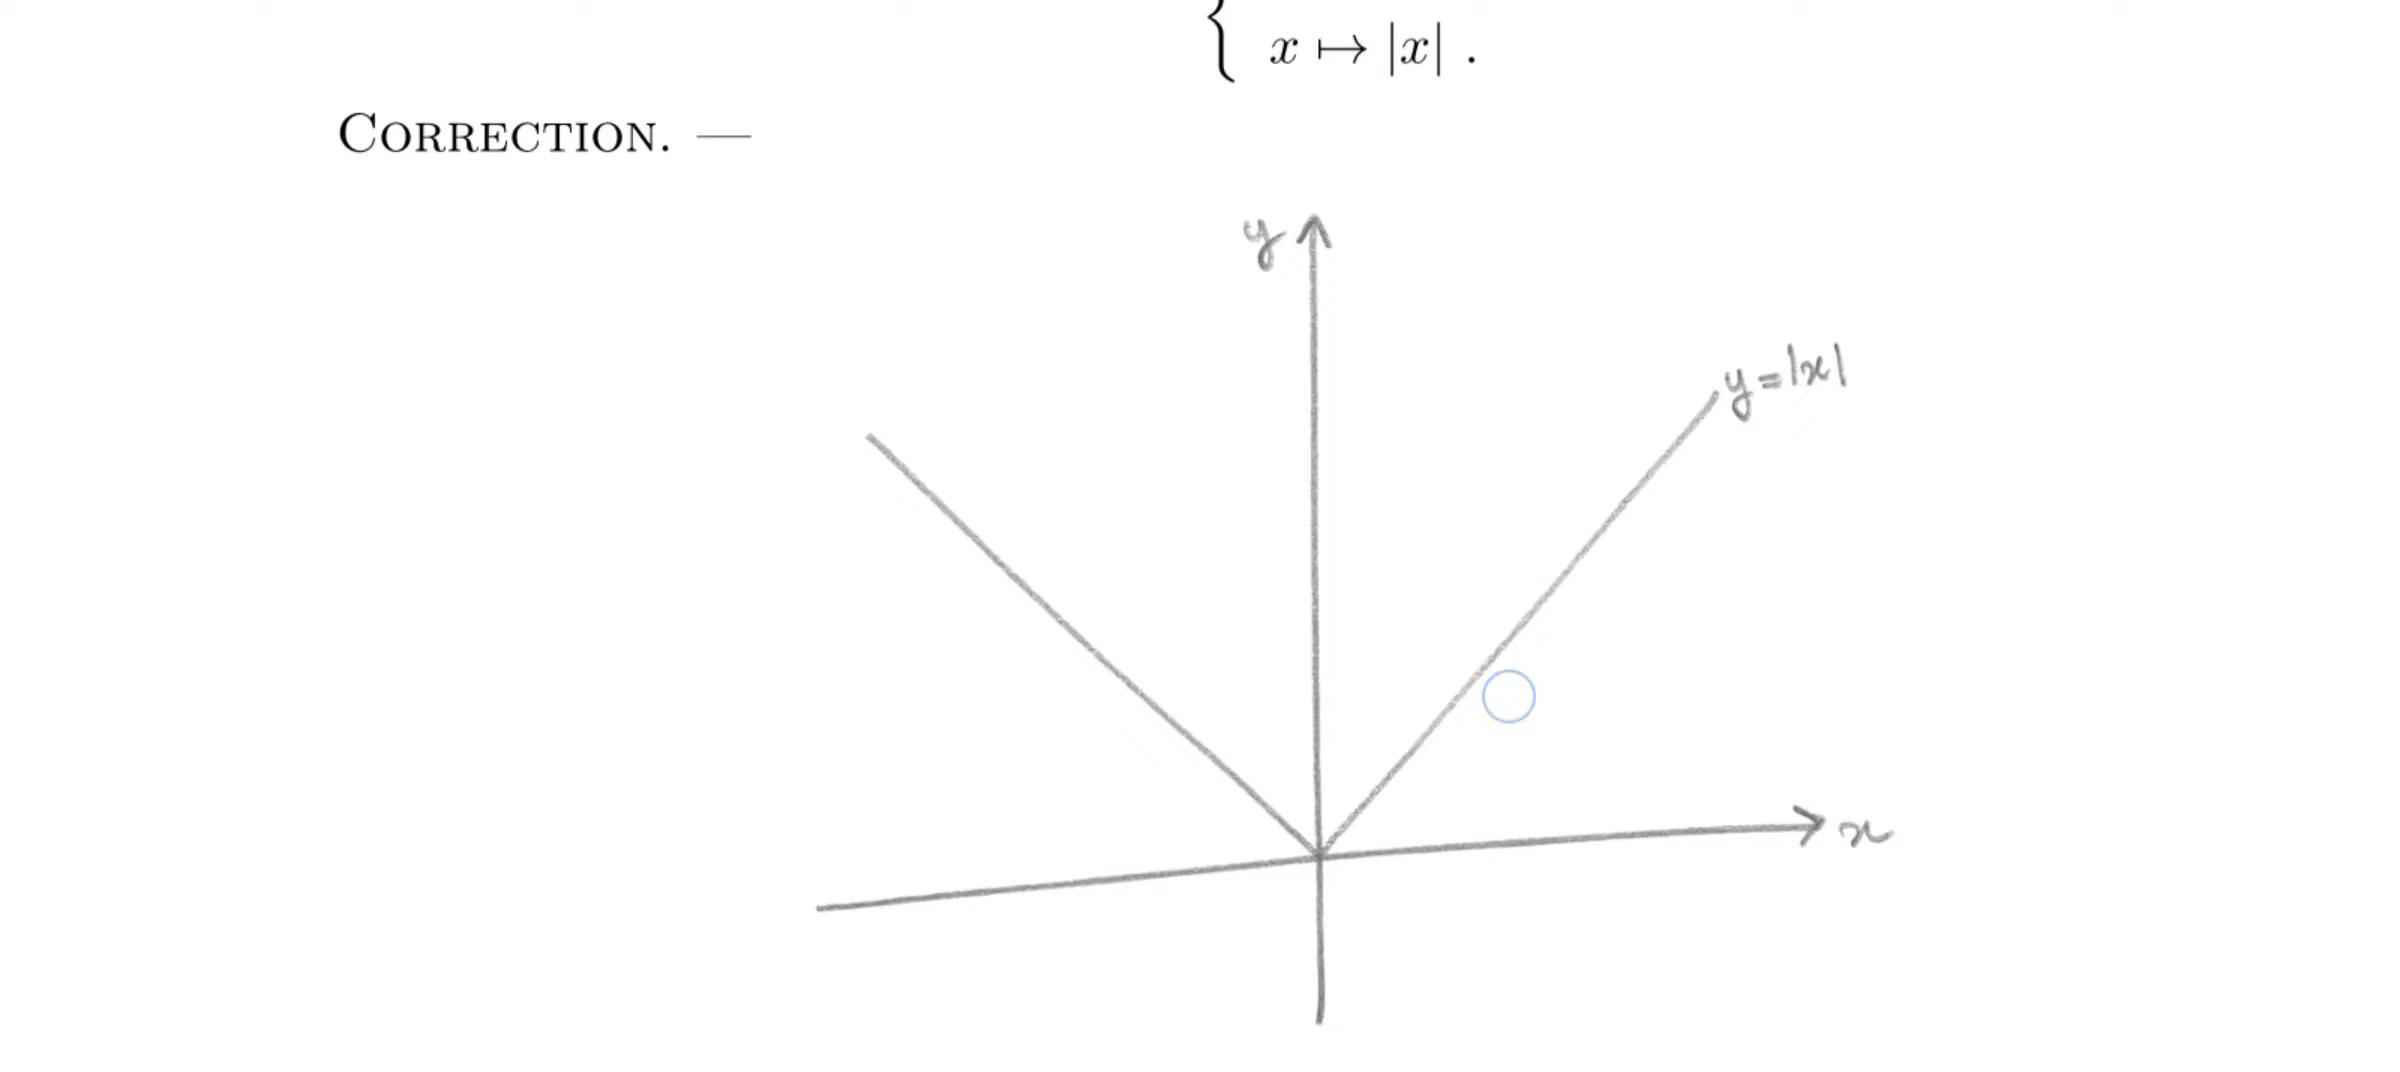 x ↦ |x| .
CORRECTION. —
y
y = |x|
x